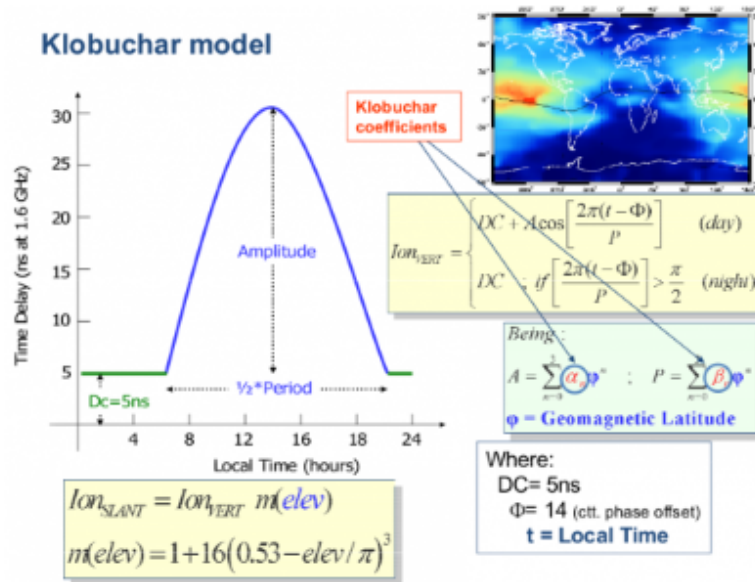 Klobuchar model
Time Delay (ns at 1.6 GHz)
30
25
20
15
10
5
Amplitude
Dc=5ns
½*Period
4 8 12 14 16 20 24
Local Time (hours)
Klobuchar
coefficients
Ion_VERT = { DC + A cos[2π(t − Φ)/P] (day)
DC ; if [2π(t − Φ)/P] > π/2 (night)
Being :
A = Σ α_n φ^n ; P = Σ β_n φ^n
φ = Geomagnetic Latitude
Where:
DC= 5ns
Φ= 14 (ctt. phase offset)
t = Local Time
Ion_SLANT = Ion_VERT m(elev)
m(elev) = 1+16(0.53−elev/π)^3